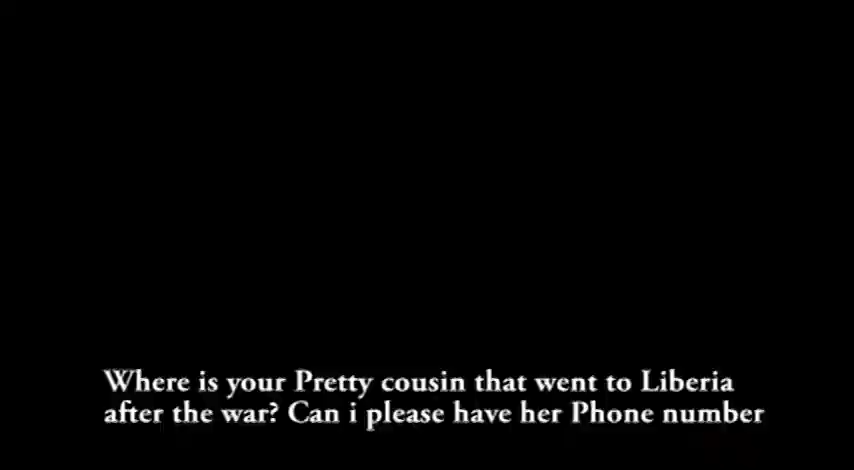 Where is your Pretty cousin that went to Liberia
after the war? Can i please have her Phone number